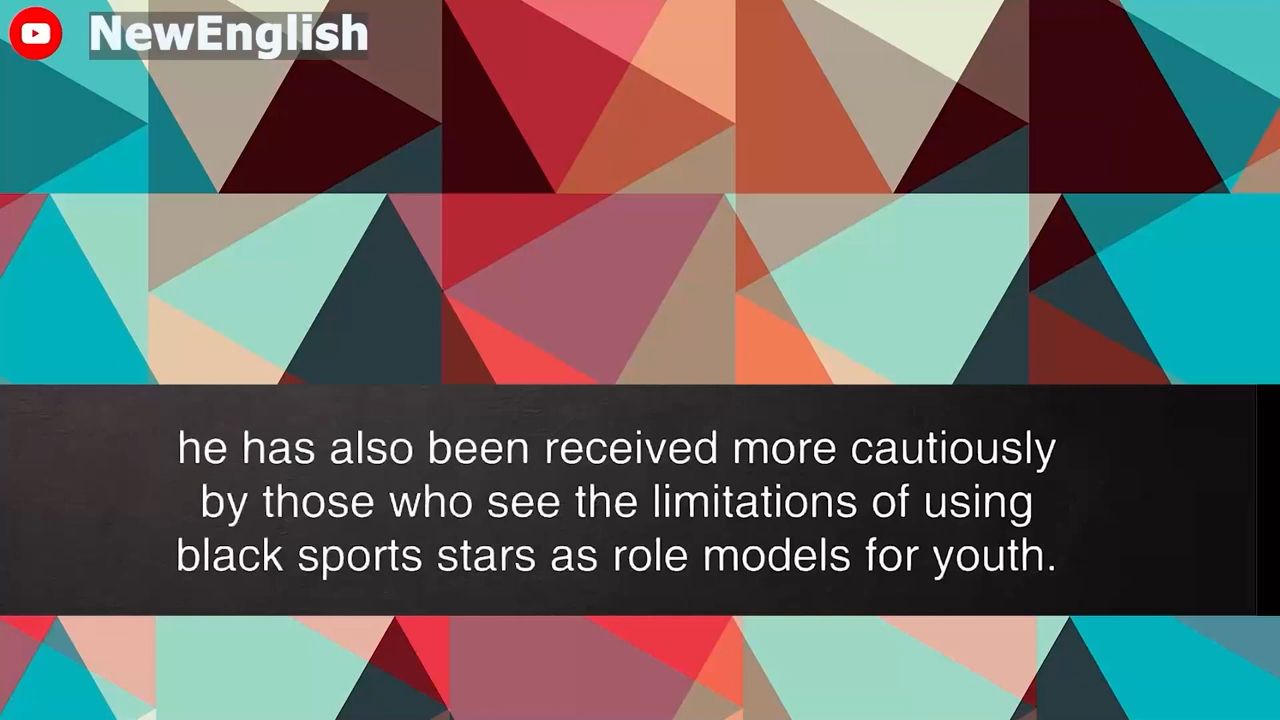 NewEnglish
he has also been received more cautiously
by those who see the limitations of using
black sports stars as role models for youth.